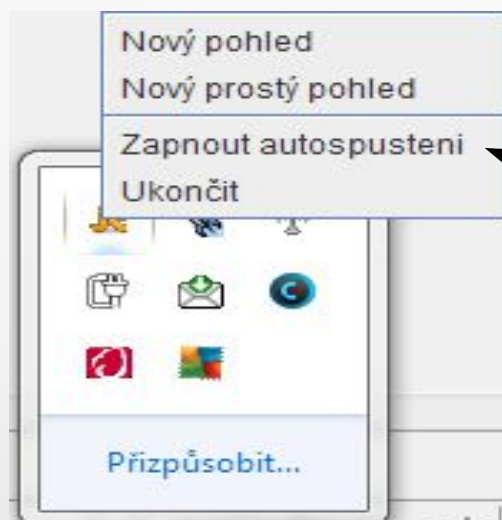 Nový pohled
Nový prostý pohled
Zapnout autospusteni
Ukončit
Přizpůsobit...